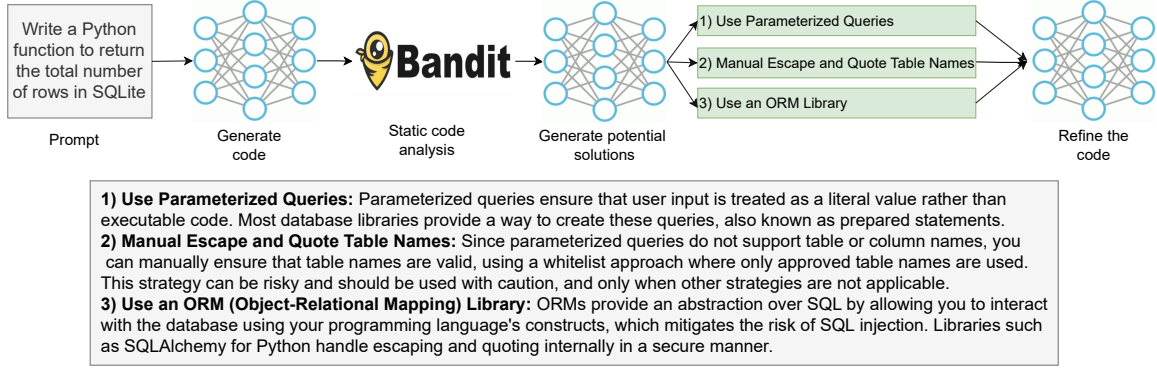 Write a Python
function to return
the total number
of rows in SQLite
Prompt
Generate
code
Bandit
Static code
analysis
Generate potential
solutions
1) Use Parameterized Queries
2) Manual Escape and Quote Table Names
3) Use an ORM Library
Refine the
code
1) Use Parameterized Queries: Parameterized queries ensure that user input is treated as a literal value rather than
executable code. Most database libraries provide a way to create these queries, also known as prepared statements.
2) Manual Escape and Quote Table Names: Since parameterized queries do not support table or column names, you
can manually ensure that table names are valid, using a whitelist approach where only approved table names are used.
This strategy can be risky and should be used with caution, and only when other strategies are not applicable.
3) Use an ORM (Object-Relational Mapping) Library: ORMs provide an abstraction over SQL by allowing you to interact
with the database using your programming language's constructs, which mitigates the risk of SQL injection. Libraries such
as SQLAlchemy for Python handle escaping and quoting internally in a secure manner.